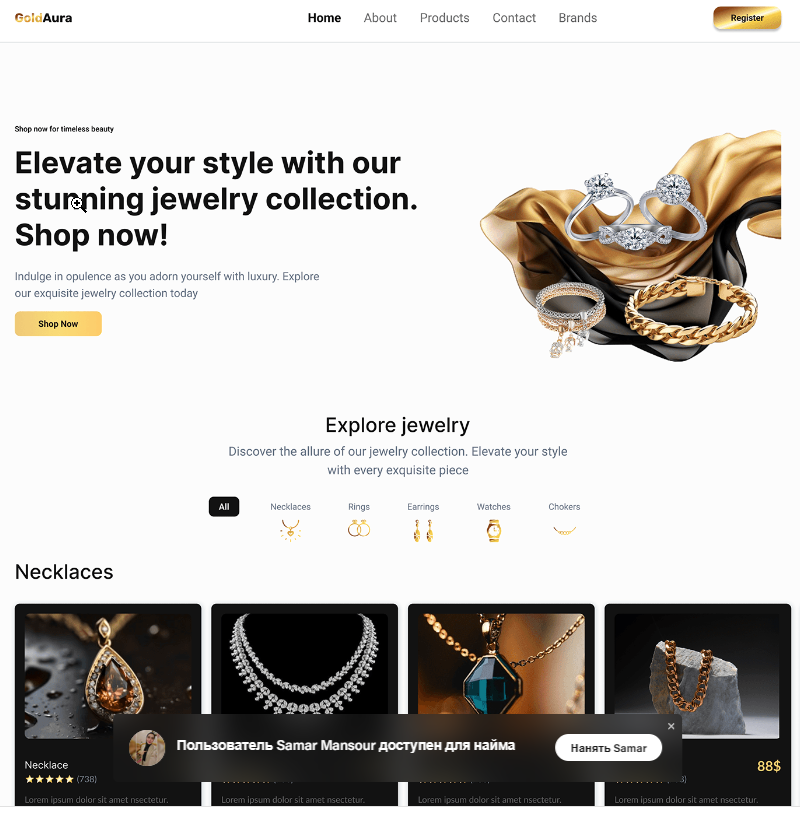 GoldAura
Home About Products Contact Brands
Register
Shop now for timeless beauty
Elevate your style with our
stunning jewelry collection.
Shop now!
Indulge in opulence as you adorn yourself with luxury. Explore
our exquisite jewelry collection today
Shop Now
Explore jewelry
Discover the allure of our jewelry collection. Elevate your style
with every exquisite piece
All Necklaces Rings Earrings Watches Chokers
Necklaces
Пользователь Samar Mansour доступен для найма
Нанять Samar
Necklace
(738)
88$
Lorem ipsum dolor sit amet nsectetur.
Lorem ipsum dolor sit amet nsectetur.
Lorem ipsum dolor sit amet nsectetur.
Lorem ipsum dolor sit amet nsectetur.